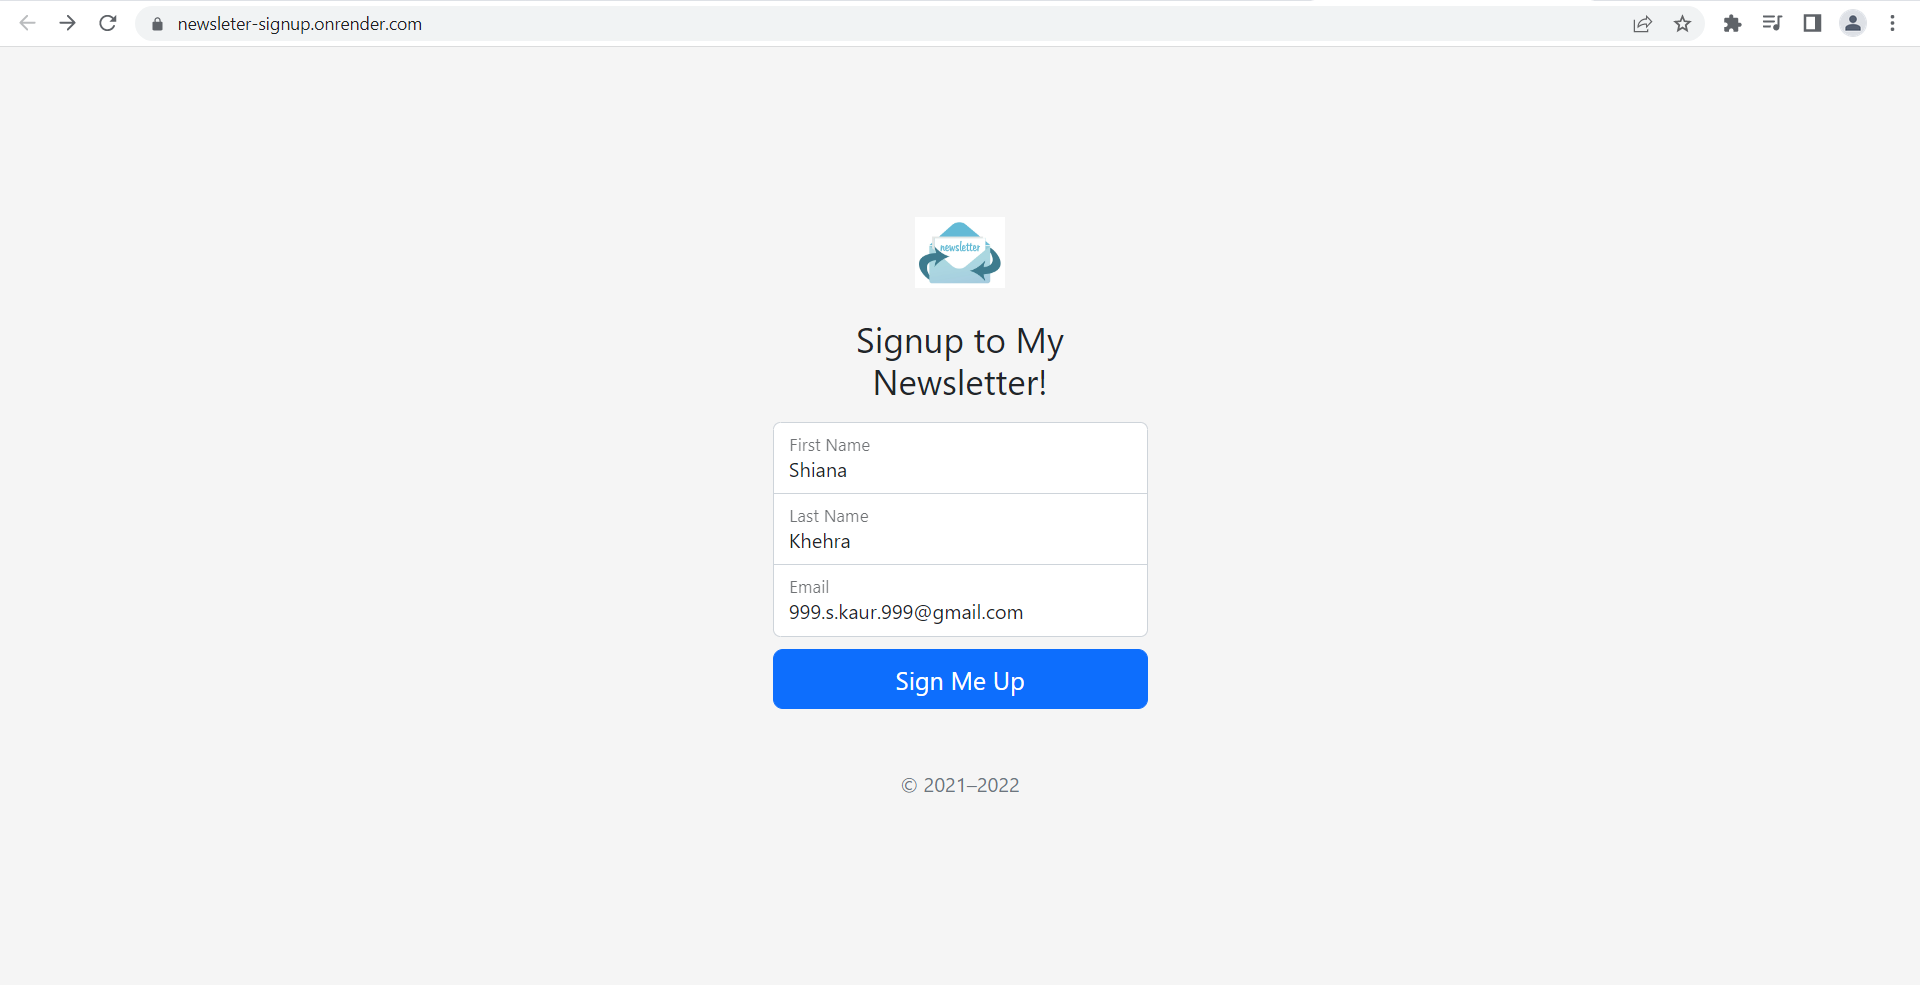 newsleter-signup.onrender.com
newsletter
Signup to My
Newsletter!
First Name
Shiana
Last Name
Khehra
Email
999.s.kaur.999@gmail.com
Sign Me Up
© 2021–2022